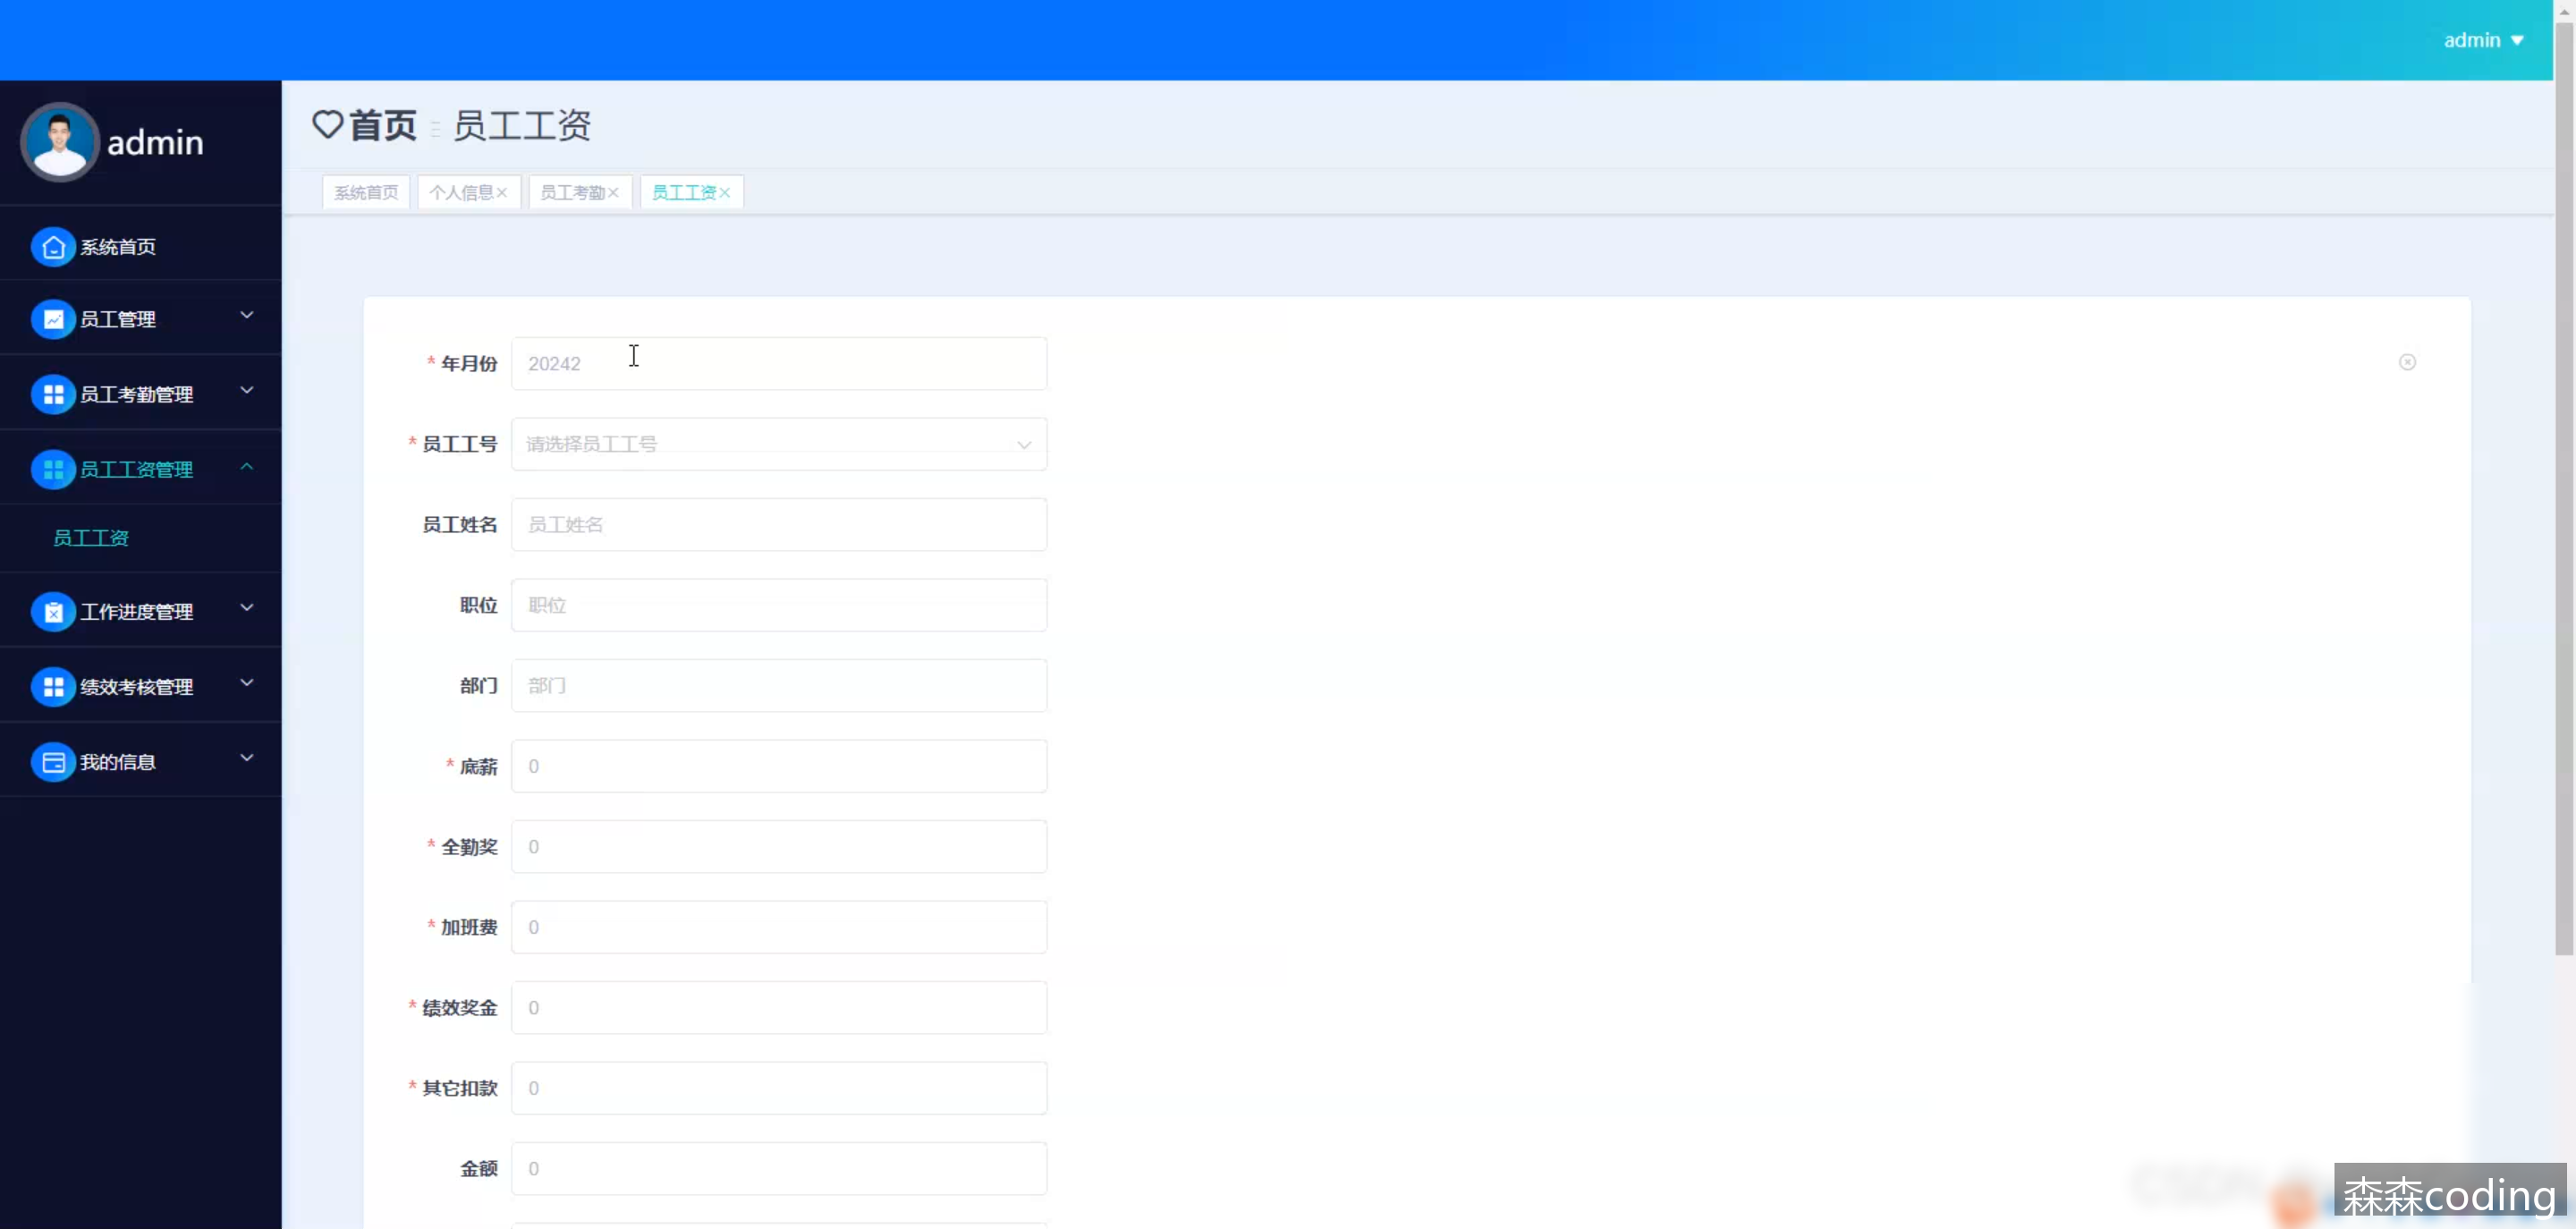 admin
admin
首页 员工工资
系统首页 个人信息 员工考勤 员工工资
系统首页
员工管理
员工考勤管理
员工工资管理
员工工资
工作进度管理
绩效考核管理
我的信息
* 年月份 20242
* 员工工号 请选择员工工号
员工姓名 员工姓名
职位 职位
部门 部门
* 底薪 0
* 全勤奖 0
* 加班费 0
* 绩效奖金 0
* 其它扣款 0
金额 0
森森coding